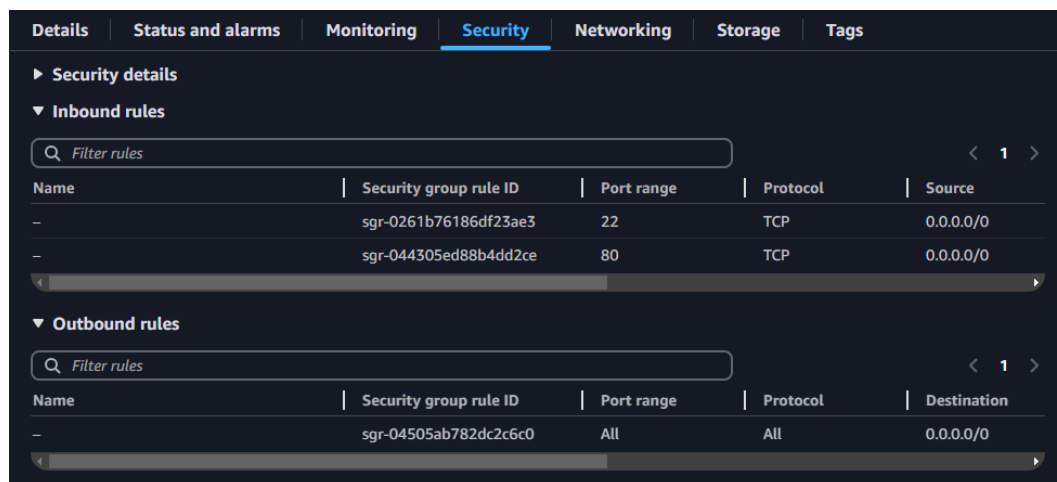 Details Status and alarms Monitoring Security Networking Storage Tags
Security details
Inbound rules
Filter rules
1
Name Security group rule ID Port range Protocol Source
– sgr-0261b76186df23ae3 22 TCP 0.0.0.0/0
– sgr-044305ed88b4dd2ce 80 TCP 0.0.0.0/0
Outbound rules
Filter rules
1
Name Security group rule ID Port range Protocol Destination
– sgr-04505ab782dc2c6c0 All All 0.0.0.0/0